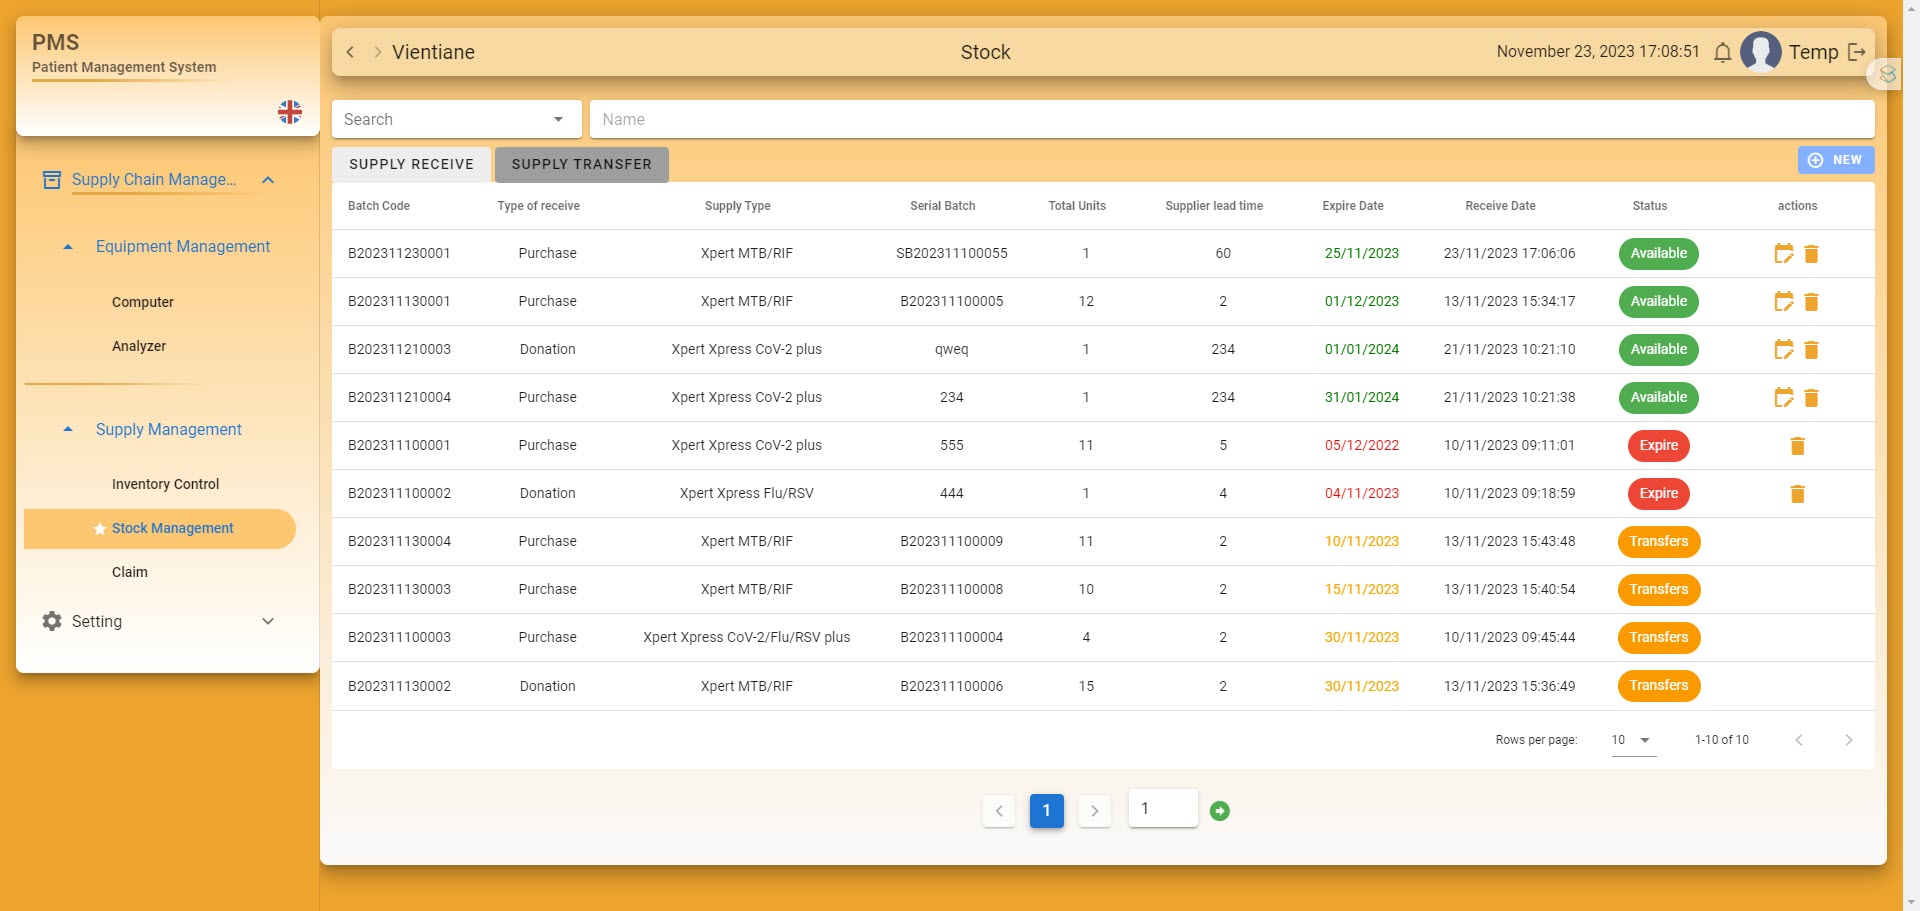 PMS
Patient Management System
Vientiane
Stock
November 23, 2023 17:08:51
Temp
Supply Chain Manage...
Equipment Management
Computer
Analyzer
Supply Management
Inventory Control
Stock Management
Claim
Setting
Search
Name
SUPPLY RECEIVE
SUPPLY TRANSFER
NEW
Batch Code Type of receive Supply Type Serial Batch Total Units Supplier lead time Expire Date Receive Date Status actions
B202311230001 Purchase Xpert MTB/RIF SB202311100055 1 60 25/11/2023 23/11/2023 17:06:06 Available
B202311130001 Purchase Xpert MTB/RIF B202311100005 12 2 01/12/2023 13/11/2023 15:34:17 Available
B202311210003 Donation Xpert Xpress CoV-2 plus qweq 1 234 01/01/2024 21/11/2023 10:21:10 Available
B202311210004 Purchase Xpert Xpress CoV-2 plus 234 1 234 31/01/2024 21/11/2023 10:21:38 Available
B202311100001 Purchase Xpert Xpress CoV-2 plus 555 11 5 05/12/2022 10/11/2023 09:11:01 Expire
B202311100002 Donation Xpert Xpress Flu/RSV 444 1 4 04/11/2023 10/11/2023 09:18:59 Expire
B202311130004 Purchase Xpert MTB/RIF B202311100009 11 2 10/11/2023 13/11/2023 15:43:48 Transfers
B202311130003 Purchase Xpert MTB/RIF B202311100008 10 2 15/11/2023 13/11/2023 15:40:54 Transfers
B202311100003 Purchase Xpert Xpress CoV-2/Flu/RSV plus B202311100004 4 2 30/11/2023 10/11/2023 09:45:44 Transfers
B202311130002 Donation Xpert MTB/RIF B202311100006 15 2 30/11/2023 13/11/2023 15:36:49 Transfers
Rows per page: 10 1-10 of 10
1 1